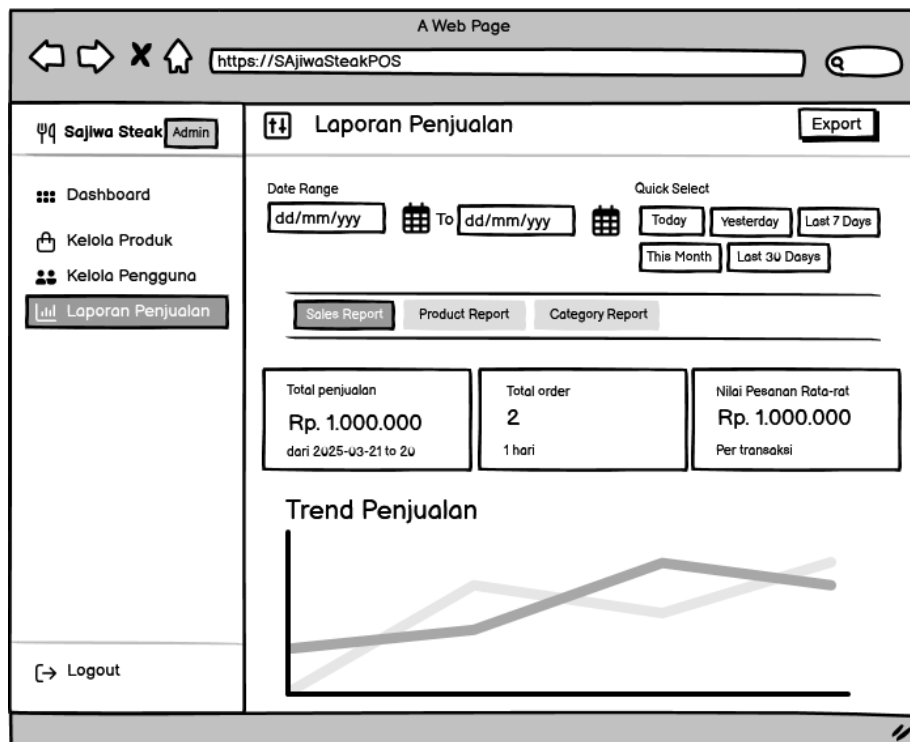 A Web Page
https://SAjiwaSteakPOS
Sajiwa Steak Admin
Dashboard
Kelola Produk
Kelola Pengguna
Laporan Penjualan
Logout
Laporan Penjualan
Export
Date Range
dd/mm/yyy To dd/mm/yyy
Quick Select
Today Yesterday Last 7 Days
This Month Last 30 Dasys
Sales Report Product Report Category Report
Total penjualan
Rp. 1.000.000
dari 2025-03-21 to 20
Total order
2
1 hari
Nilai Pesanan Rata-rat
Rp. 1.000.000
Per transaksi
Trend Penjualan